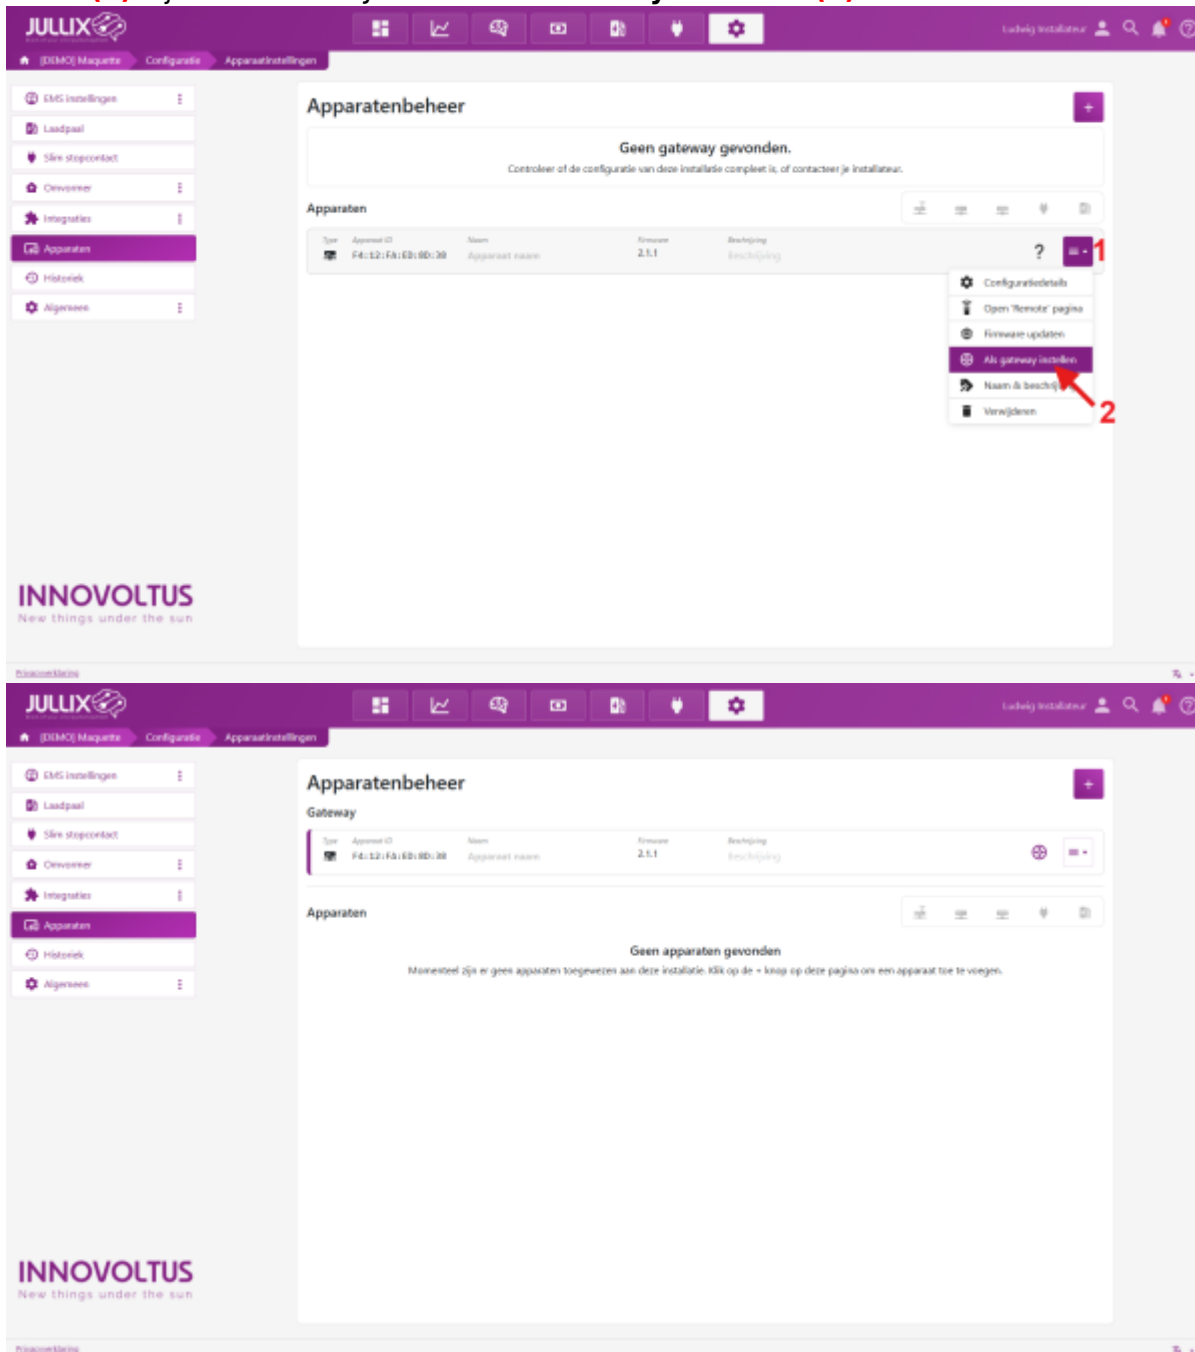 JULLIX
Ludwig Installateur
[DEMO] Maquette Configuratie Apparaatinstellingen
EMS instellingen
Laadpaal
Slim stopcontact
Omvormer
Integraties
Apparaten
Historiek
Algemeen
INNOVOLTUS
New things under the sun
Apparatenbeheer
+
Geen gateway gevonden.
Controleer of de configuratie van deze installatie compleet is, of contacteer je installateur.
Apparaten
Type Apparaat ID Naam Firmware Beschrijving
F4:12:FA:ED:8D:38 Apparaat naam 2.1.1 Beschrijving
? 1
Configuratiedetails
Open 'Remote' pagina
Firmware updaten
Als gateway instellen
Naam &
Verwijderen
2
Privacyverklaring
JULLIX
Ludwig Installateur
[DEMO] Maquette Configuratie Apparaatinstellingen
EMS instellingen
Laadpaal
Slim stopcontact
Omvormer
Integraties
Apparaten
Historiek
Algemeen
INNOVOLTUS
New things under the sun
Apparatenbeheer
+
Gateway
Type Apparaat ID Naam Firmware Beschrijving
F4:12:FA:ED:8D:38 Apparaat naam 2.1.1 Beschrijving
Apparaten
Geen apparaten gevonden
Momenteel zijn er geen apparaten toegewezen aan deze installatie. Klik op de + knop op deze pagina om een apparaat toe te voegen.
Privacyverklaring